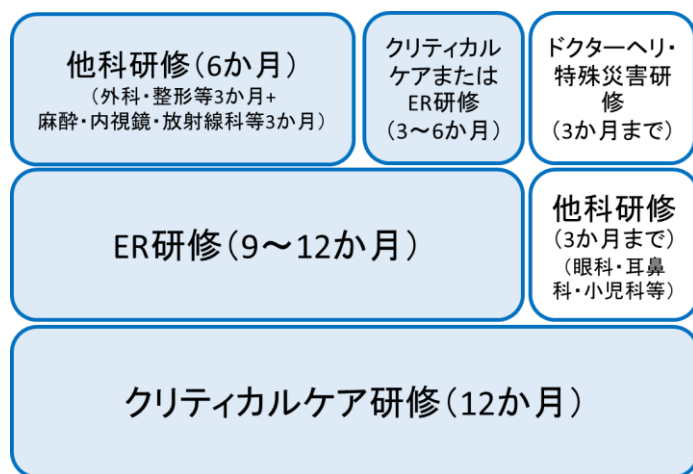 他科研修（6か月）
（外科・整形等3か月+
麻酔・内視鏡・放射線科等3か月）
クリティカル
ケアまたは
ER研修
（3～6か月）
ドクターヘリ・
特殊災害研
修
（3か月まで）
ER研修（9～12か月）
他科研修
（3か月まで）
（眼科・耳鼻
科・小児科等）
クリティカルケア研修（12か月）